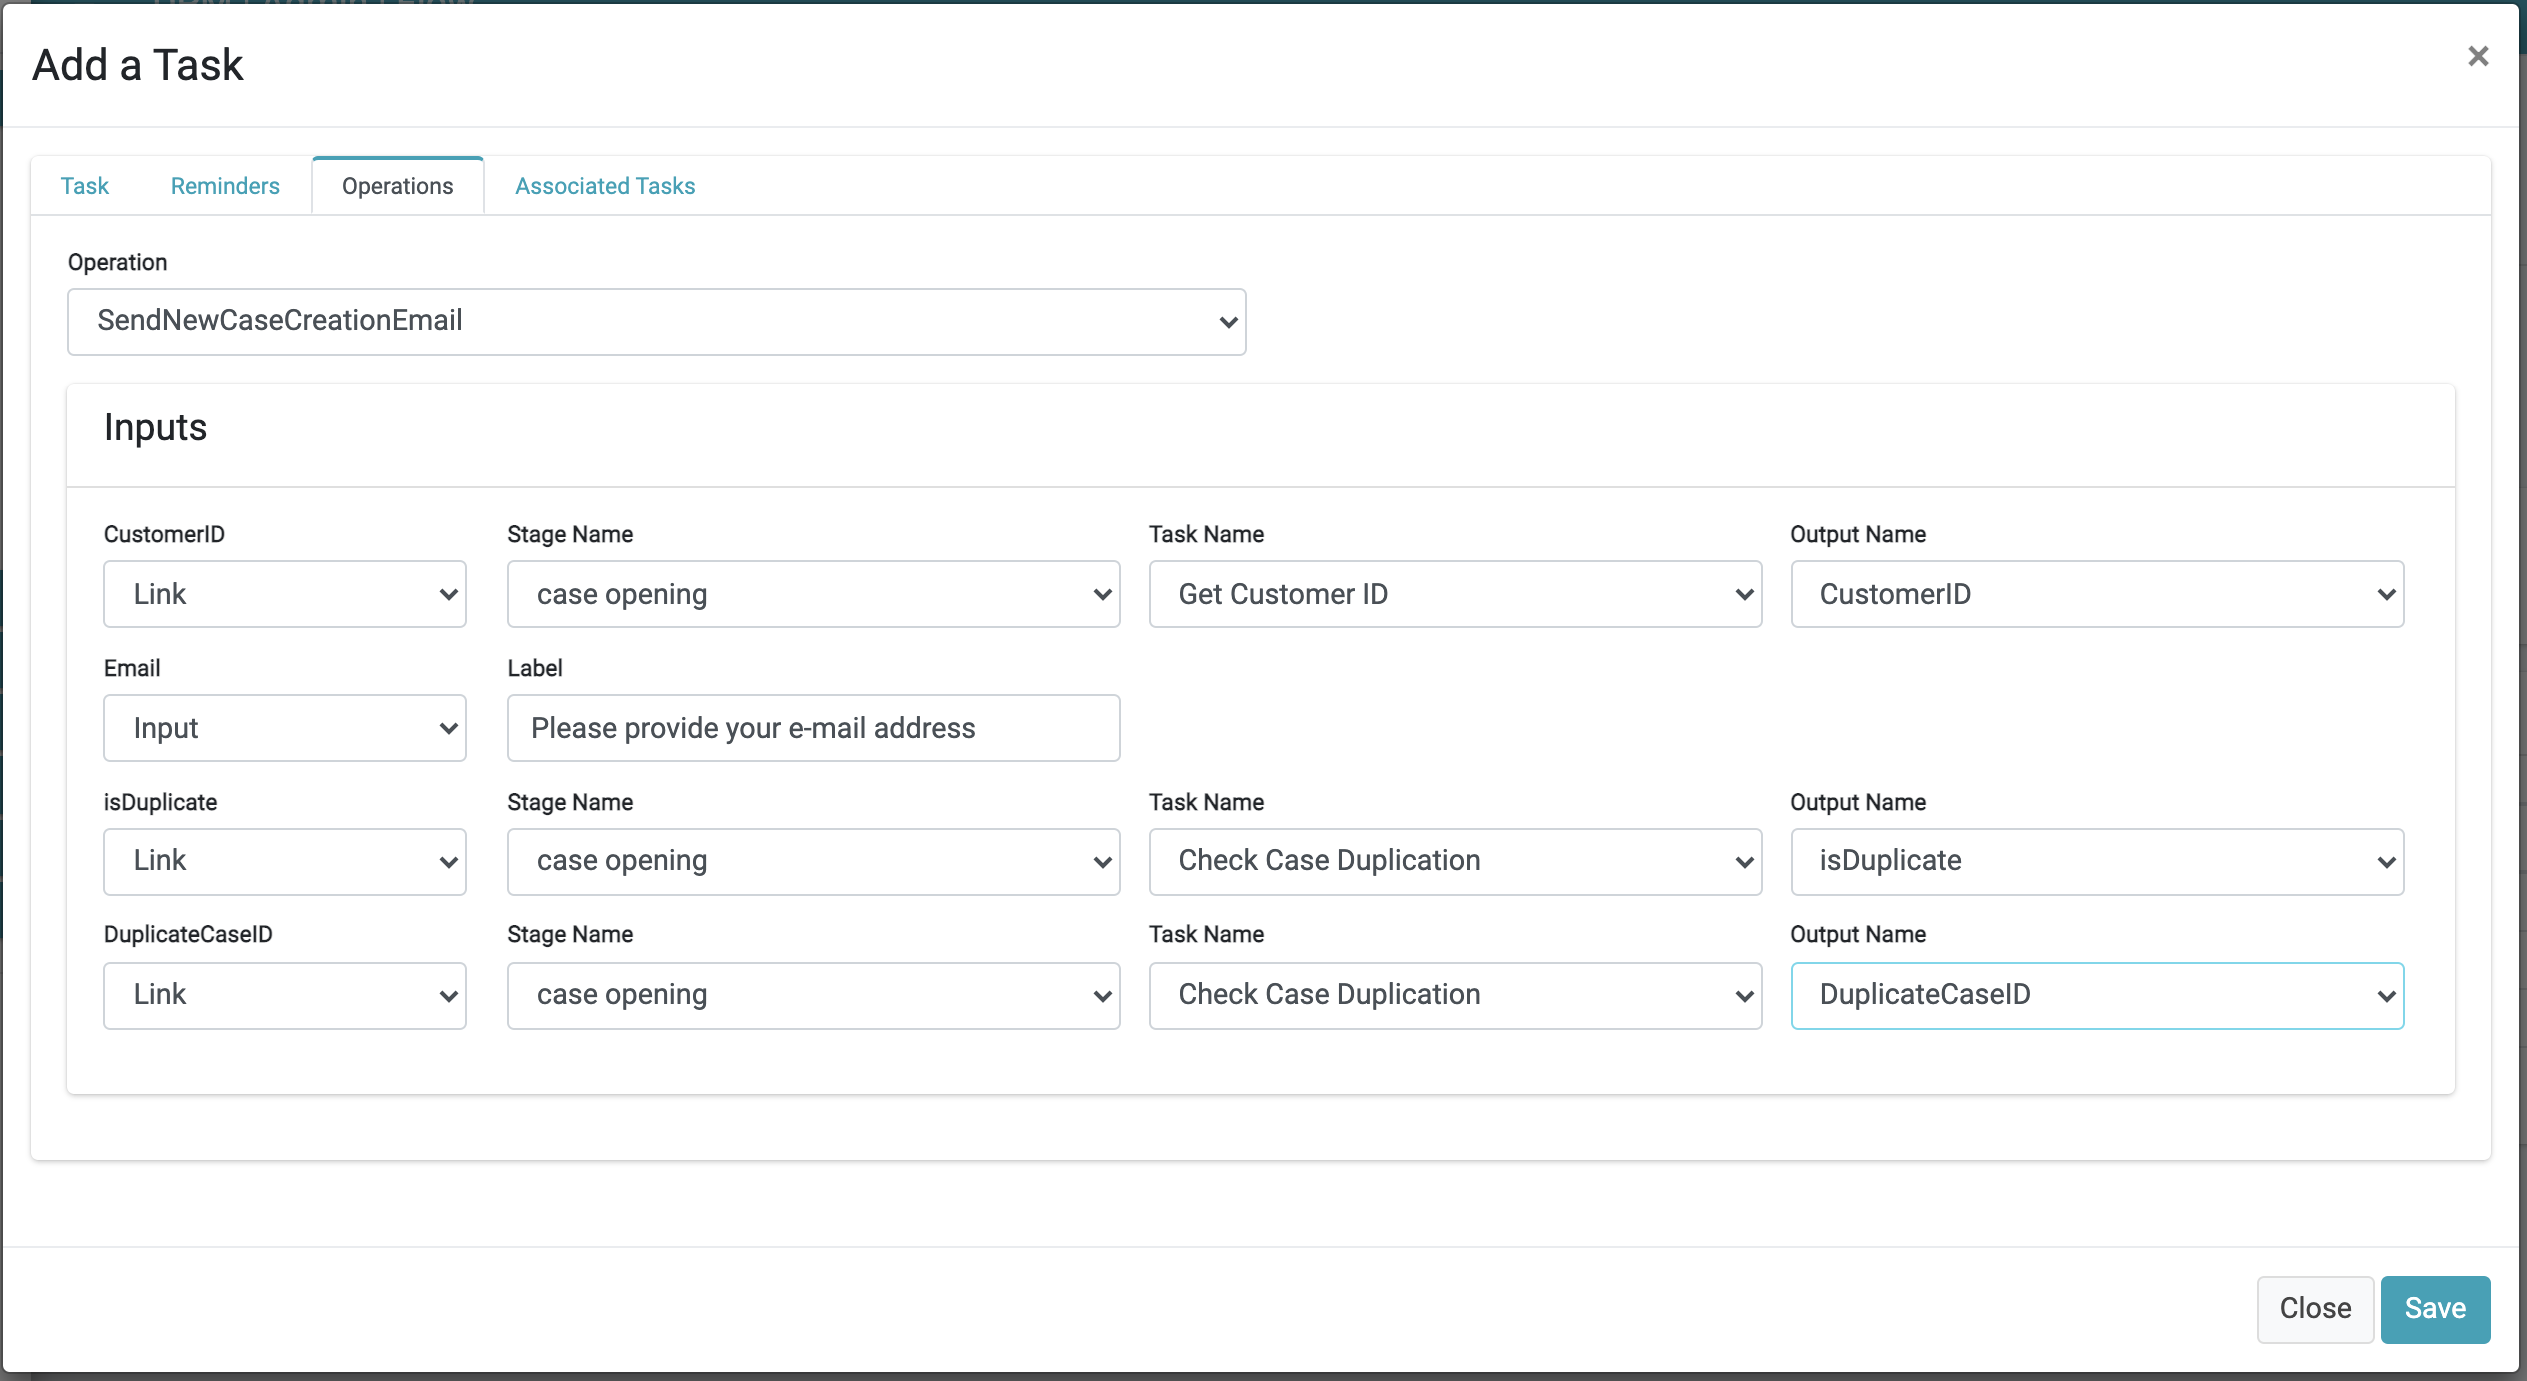 Add a Task
×
Task Reminders Operations Associated Tasks
Operation
SendNewCaseCreationEmail
Inputs
CustomerID Stage Name Task Name Output Name
Link case opening Get Customer ID CustomerID
Email Label
Input Please provide your e-mail address
isDuplicate Stage Name Task Name Output Name
Link case opening Check Case Duplication isDuplicate
DuplicateCaseID Stage Name Task Name Output Name
Link case opening Check Case Duplication DuplicateCaseID
Close Save